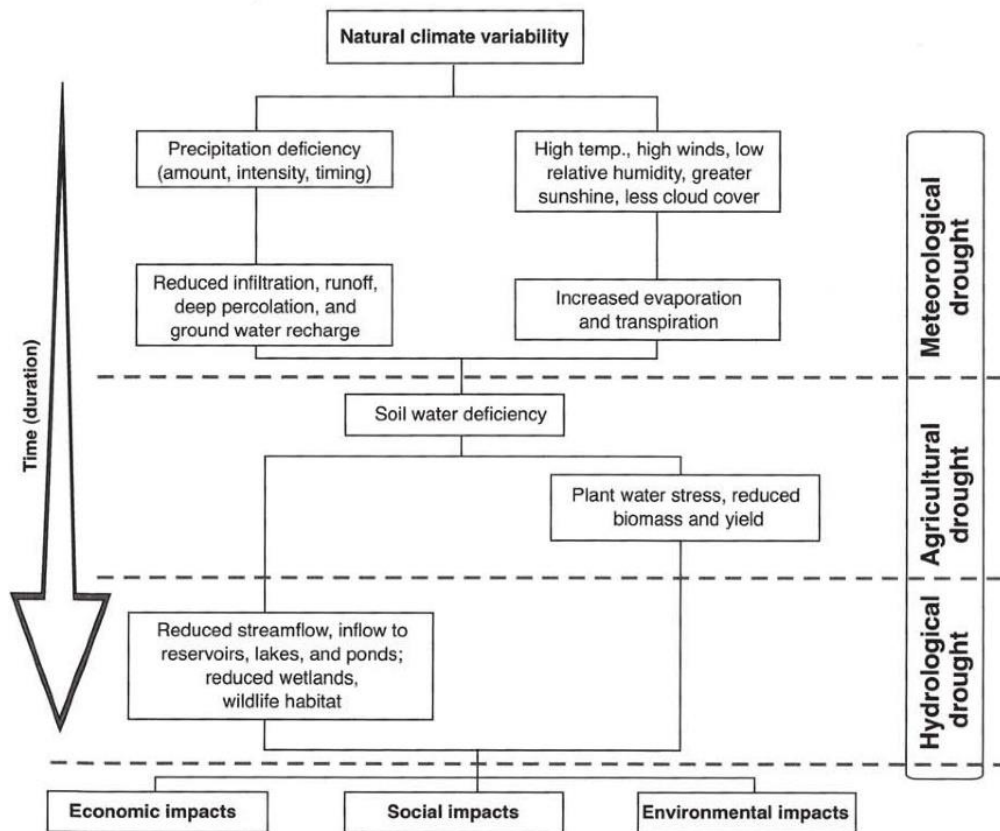 Natural climate variability
Precipitation deficiency
(amount, intensity, timing)
High temp., high winds, low
relative humidity, greater
sunshine, less cloud cover
Reduced infiltration, runoff,
deep percolation, and
ground water recharge
Increased evaporation
and transpiration
Meteorological
drought
Time (duration)
Soil water deficiency
Plant water stress, reduced
biomass and yield
Agricultural
drought
Reduced streamflow, inflow to
reservoirs, lakes, and ponds;
reduced wetlands,
wildlife habitat
Hydrological
drought
Economic impacts
Social impacts
Environmental impacts